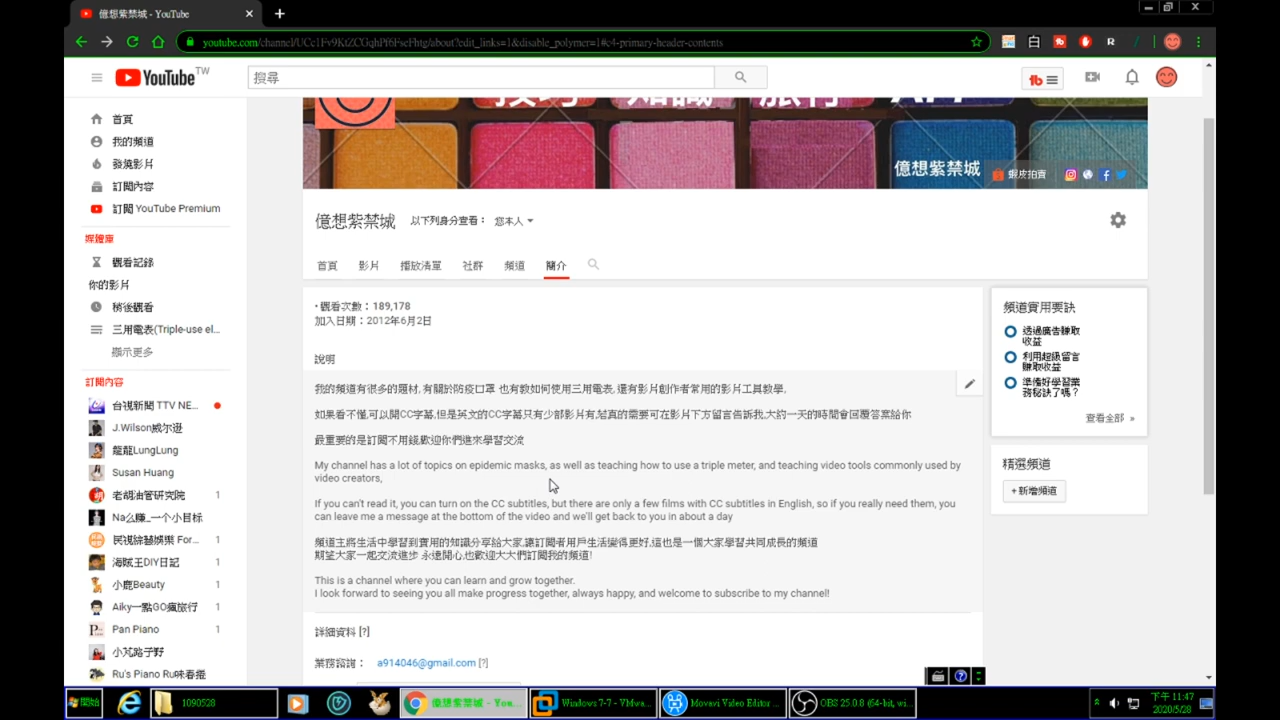 億想紫禁城 - YouTube
youtube.com/channel/UCc1Fv9KtZCGqhPf6FseFhtg/about?edit_links=1&disable_polymer=1#c4-primary-header-contents
YouTube TW
搜尋
首頁
我的頻道
發燒影片
訂閱內容
訂閱 YouTube Premium
媒體庫
觀看記錄
你的影片
稍後觀看
三用電表(Triple-use el...
顯示更多
訂閱內容
台視新聞 TTV NE...
J.Wilson威尔逊
龍龍LungLung
Susan Huang
老胡油管研究院 1
Na么赚_一个小目标
民視綜藝娛樂 For... 1
海賊王DIY日記 1
小鹿Beauty 1
Aiky一點GO瘋旅行 1
Pan Piano 1
小芃路子野
Ru's Piano Ru味春捲
億想紫禁城
蝦皮拍賣
億想紫禁城
以下列身分查看： 您本人
首頁 影片 播放清單 社群 頻道 簡介
• 觀看次數：189,178
加入日期：2012年6月2日
說明
我的頻道有很多的題材, 有關於防疫口罩 也有教如何使用三用電表, 還有影片創作者常用的影片工具教學,
如果看不懂,可以開CC字幕,但是英文的CC字幕只有少部影片有,幫真的需要可在影片下方留言告訴我,大約一天的時間會回覆答案給你
最重要的是訂閱不用錢,歡迎你們進來學習交流
My channel has a lot of topics on epidemic masks, as well as teaching how to use a triple meter, and teaching video tools commonly used by
video creators,
If you can't read it, you can turn on the CC subtitles, but there are only a few films with CC subtitles in English, so if you really need them, you
can leave me a message at the bottom of the video and we'll get back to you in about a day
頻道主將生活中學習到實用的知識分享給大家,讓訂閱者用戶生活變得更好,這也是一個大家學習共同成長的頻道
期望大家一起交流進步 永遠開心,也歡迎大大們訂閱我的頻道!
This is a channel where you can learn and grow together.
I look forward to seeing you all make progress together, always happy, and welcome to subscribe to my channel!
詳細資料 [?]
業務諮詢： a914046@gmail.com [?]
頻道實用要訣
透過廣告賺取
收益
利用超級留言
賺取收益
準備好學習業
務秘訣了嗎？
查看全部 »
精選頻道
+ 新增頻道
開始
1090528
億想紫禁城 - You...
Windows 7-7 - VMwa...
Movavi Video Editor ...
OBS 25.0.8 (64-bit, wi...
下午 11:47
2020/5/28